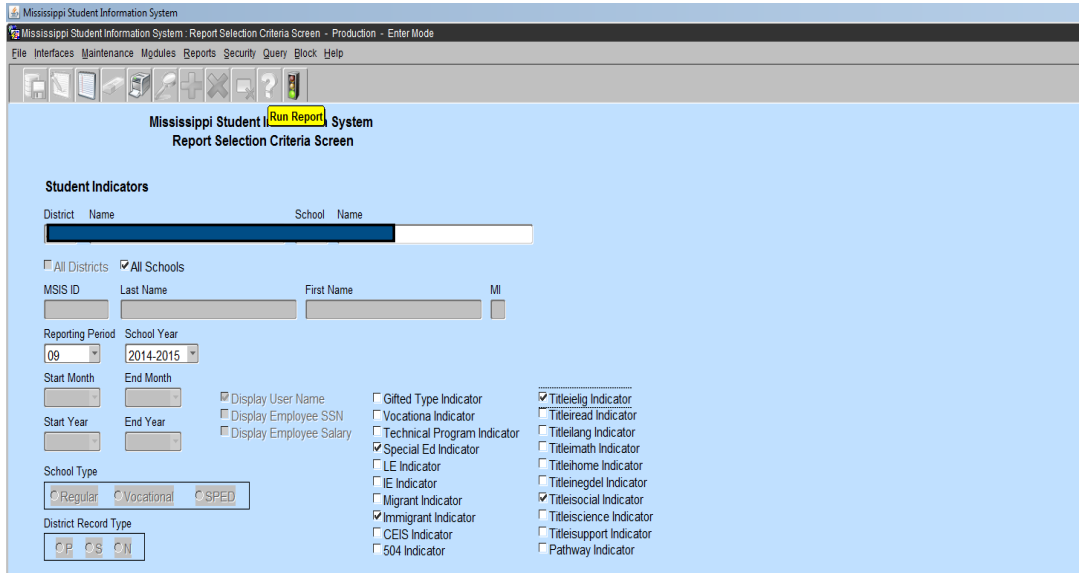 Mississippi Student Information System
Mississippi Student Information System : Report Selection Criteria Screen - Production - Enter Mode
File Interfaces Maintenance Modules Reports Security Query Block Help
Run Report
Mississippi Student I System
Report Selection Criteria Screen
Student Indicators
District Name School Name
All Districts All Schools
MSIS ID Last Name First Name MI
Reporting Period School Year
09 2014-2015
Start Month End Month
Start Year End Year
Display User Name
Display Employee SSN
Display Employee Salary
School Type
Regular Vocational SPED
District Record Type
P S N
Gifted Type Indicator
Vocationa Indicator
Technical Program Indicator
Special Ed Indicator
LE Indicator
IE Indicator
Migrant Indicator
Immigrant Indicator
CEIS Indicator
504 Indicator
Titleielig Indicator
Titleiread Indicator
Titleilang Indicator
Titleimath Indicator
Titleihome Indicator
Titleinegdel Indicator
Titleisocial Indicator
Titleiscience Indicator
Titleisupport Indicator
Pathway Indicator